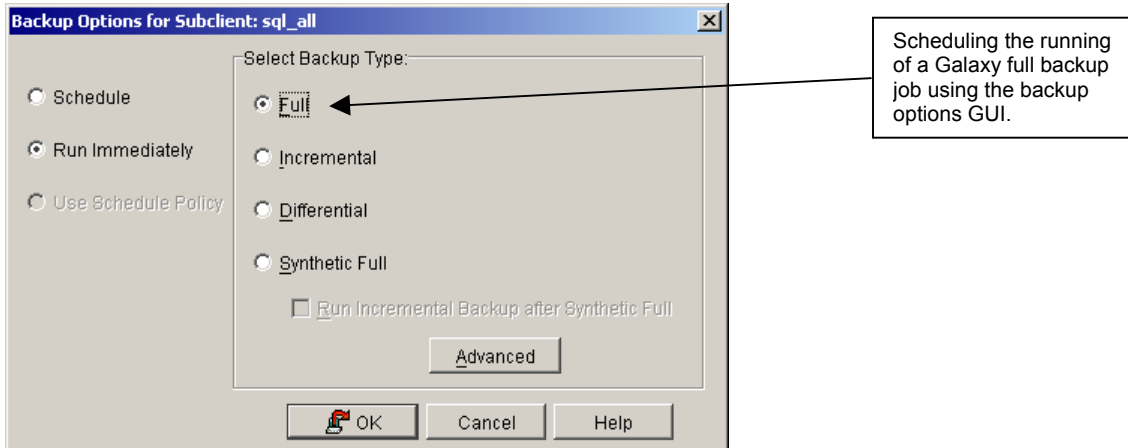 Backup Options for Subclient: sql_all
Select Backup Type:
Schedule
Run Immediately
Use Schedule Policy
Full
Incremental
Differential
Synthetic Full
Run Incremental Backup after Synthetic Full
Advanced
OK
Cancel
Help
Scheduling the running
of a Galaxy full backup
job using the backup
options GUI.